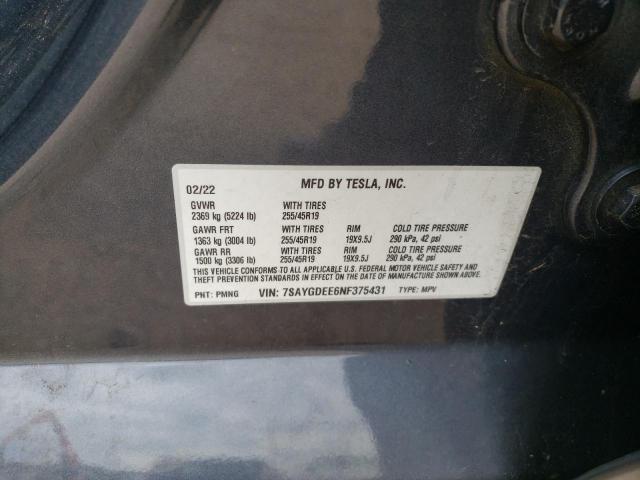 02/22 MFD BY TESLA, INC.
GVWR WITH TIRES
2369 kg (5224 lb) 255/45R19
GAWR FRT WITH TIRES RIM COLD TIRE PRESSURE
1363 kg (3004 lb) 255/45R19 19X9.5J 290 kPa, 42 psi
GAWR RR WITH TIRES RIM COLD TIRE PRESSURE
1500 kg (3306 lb) 255/45R19 19X9.5J 290 kPa, 42 psi
THIS VEHICLE CONFORMS TO ALL APPLICABLE U.S. FEDERAL MOTOR VEHICLE SAFETY AND
THEFT PREVENTION STANDARDS IN EFFECT ON THE DATE OF MANUFACTURE SHOWN ABOVE.
PNT: PMNG VIN: 7SAYGDEE6NF375431 TYPE: MPV